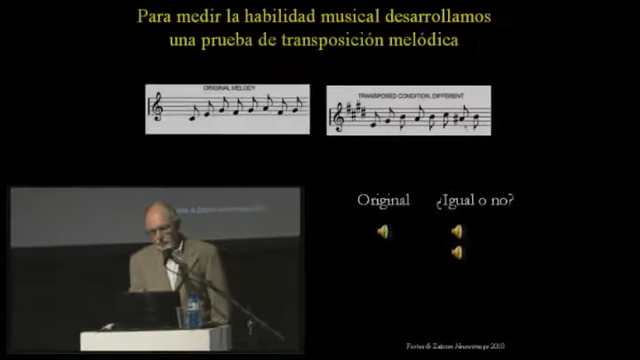 Para medir la habilidad musical desarrollamos
una prueba de transposición melódica
ORIGINAL MELODY
TRANSPOSED CONDITION, DIFFERENT
Original
¿Igual o no?
Foster & Zatorre Neuroimage 2010